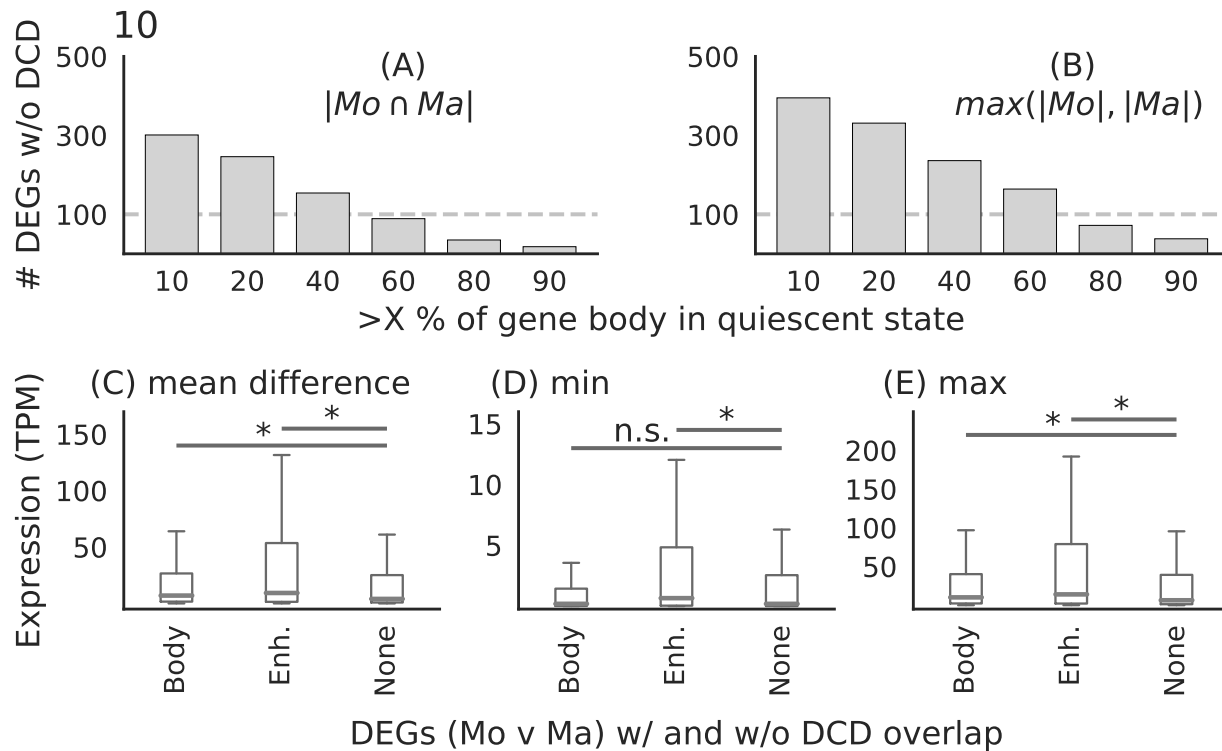 10
# DEGs w/o DCD
500
300
100
(A)
|Mo ∩ Ma|
10 20 40 60 80 90
500
300
100
(B)
max(|Mo|, |Ma|)
10 20 40 60 80 90
>X % of gene body in quiescent state
Expression (TPM)
(C) mean difference
150
100
50
*
*
Body Enh. None
(D) min
15
10
5
*
n.s.
Body Enh. None
(E) max
200
150
100
50
*
*
Body Enh. None
DEGs (Mo v Ma) w/ and w/o DCD overlap